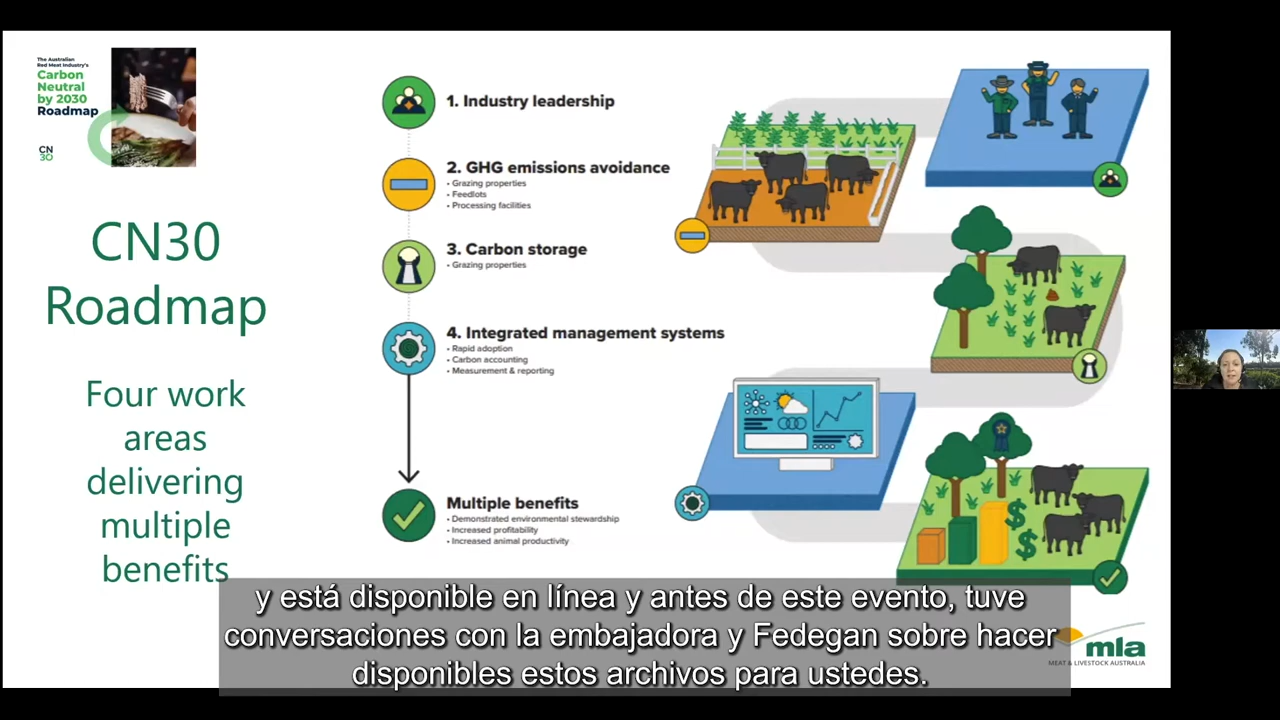 The Australian
Red Meat Industry's
Carbon
Neutral
by 2030
Roadmap
CN
30
CN30
Roadmap
Four work
areas
delivering
multiple
benefits
1. Industry leadership
2. GHG emissions avoidance
• Grazing properties
• Feedlots
• Processing facilities
3. Carbon storage
• Grazing properties
4. Integrated management systems
• Rapid adoption
• Carbon accounting
• Measurement & reporting
Multiple benefits
• Demonstrated environmental stewardship
• Increased profitability
• Increased animal productivity
$
$
mla
MEAT & LIVESTOCK AUSTRALIA
y está disponible en línea y antes de este evento, tuve
conversaciones con la embajadora y Fedegan sobre hacer
disponibles estos archivos para ustedes.